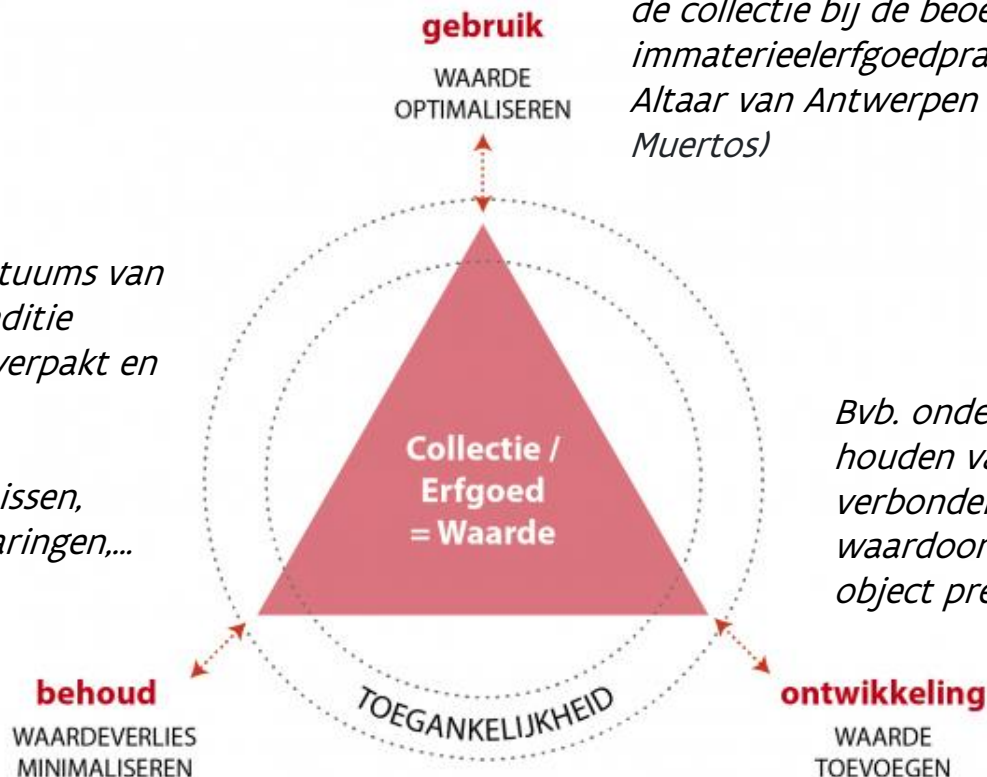 gebruik
WAARDE
OPTIMALISEREN
de collectie bij de
immaterieelerfgoedpra
Altaar van Antwerpen
Muertos)
tuums van
ditie
verpakt en
issen,
aringen,...
Collectie /
Erfgoed
= Waarde
Bvb. onde
houden va
verbonden
waardoor
object pre
TOEGANKELIJKHEID
behoud
WAARDEVERLIES
MINIMALISEREN
ontwikkeling
WAARDE
TOEVOEGEN